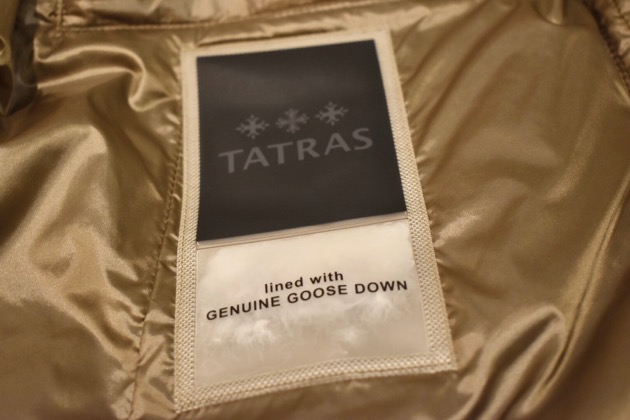 TATRAS
lined with
GENUINE GOOSE DOWN